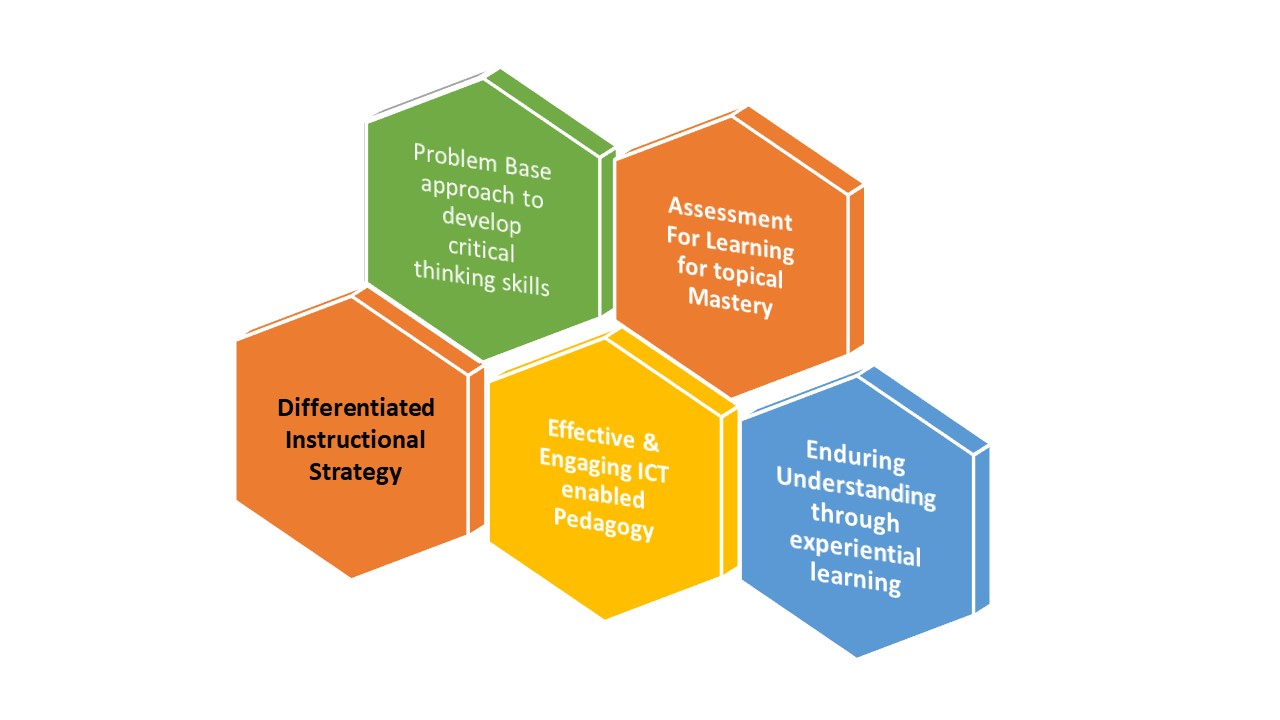 Problem Base
approach to
develop
critical
thinking skills
Assessment
For Learning
for topical
Mastery
Differentiated
Instructional
Strategy
Effective &
Engaging ICT
enabled
Pedagogy
Enduring
Understanding
through
experiential
learning